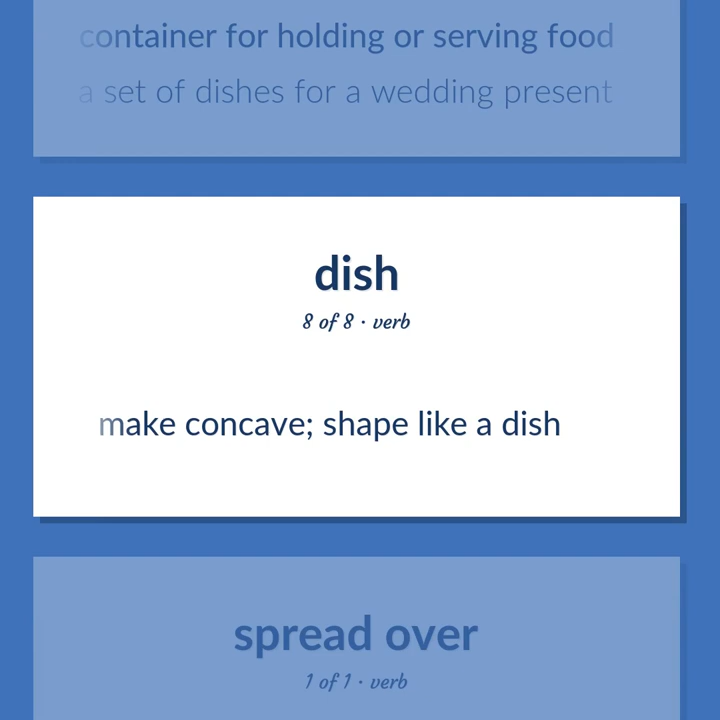 container for holding or serving food
a set of dishes for a wedding present
dish
8 of 8 · verb
make concave; shape like a dish
spread over
1 of 1 · verb